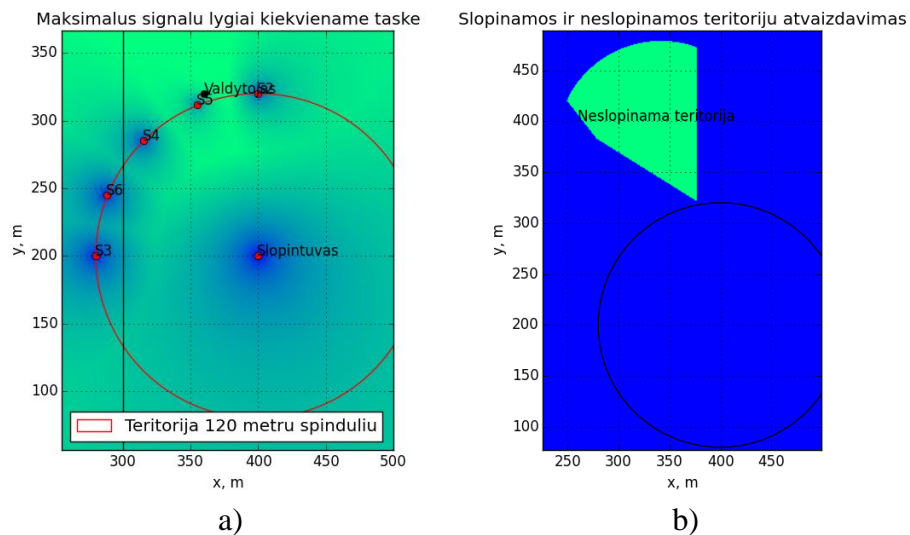 Maksimalus signalu lygiai kiekviename taske
350
300
250
200
150
100
y, m
300
350
400
450
500
x, m
Valdytojas
S2
S5
S4
S6
S3
Slopintuvas
Teritorija 120 metru spinduliu
a)
Slopinamos ir neslopinamos teritoriju atvaizdavimas
450
400
350
300
250
200
150
100
y, m
250
300
350
400
450
x, m
Neslopinama teritorija
b)